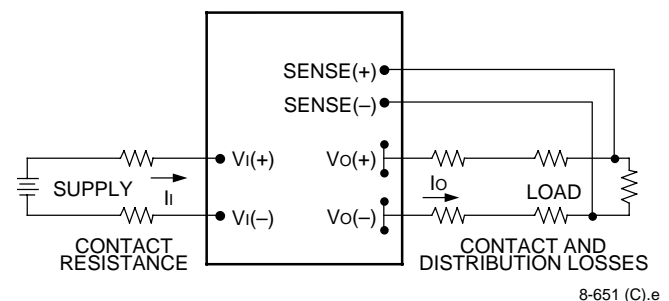 SENSE(+)
SENSE(–)
VI(+) VO(+)
SUPPLY II IO LOAD
VI(–) VO(–)
CONTACT RESISTANCE
CONTACT AND DISTRIBUTION LOSSES
8-651 (C).e